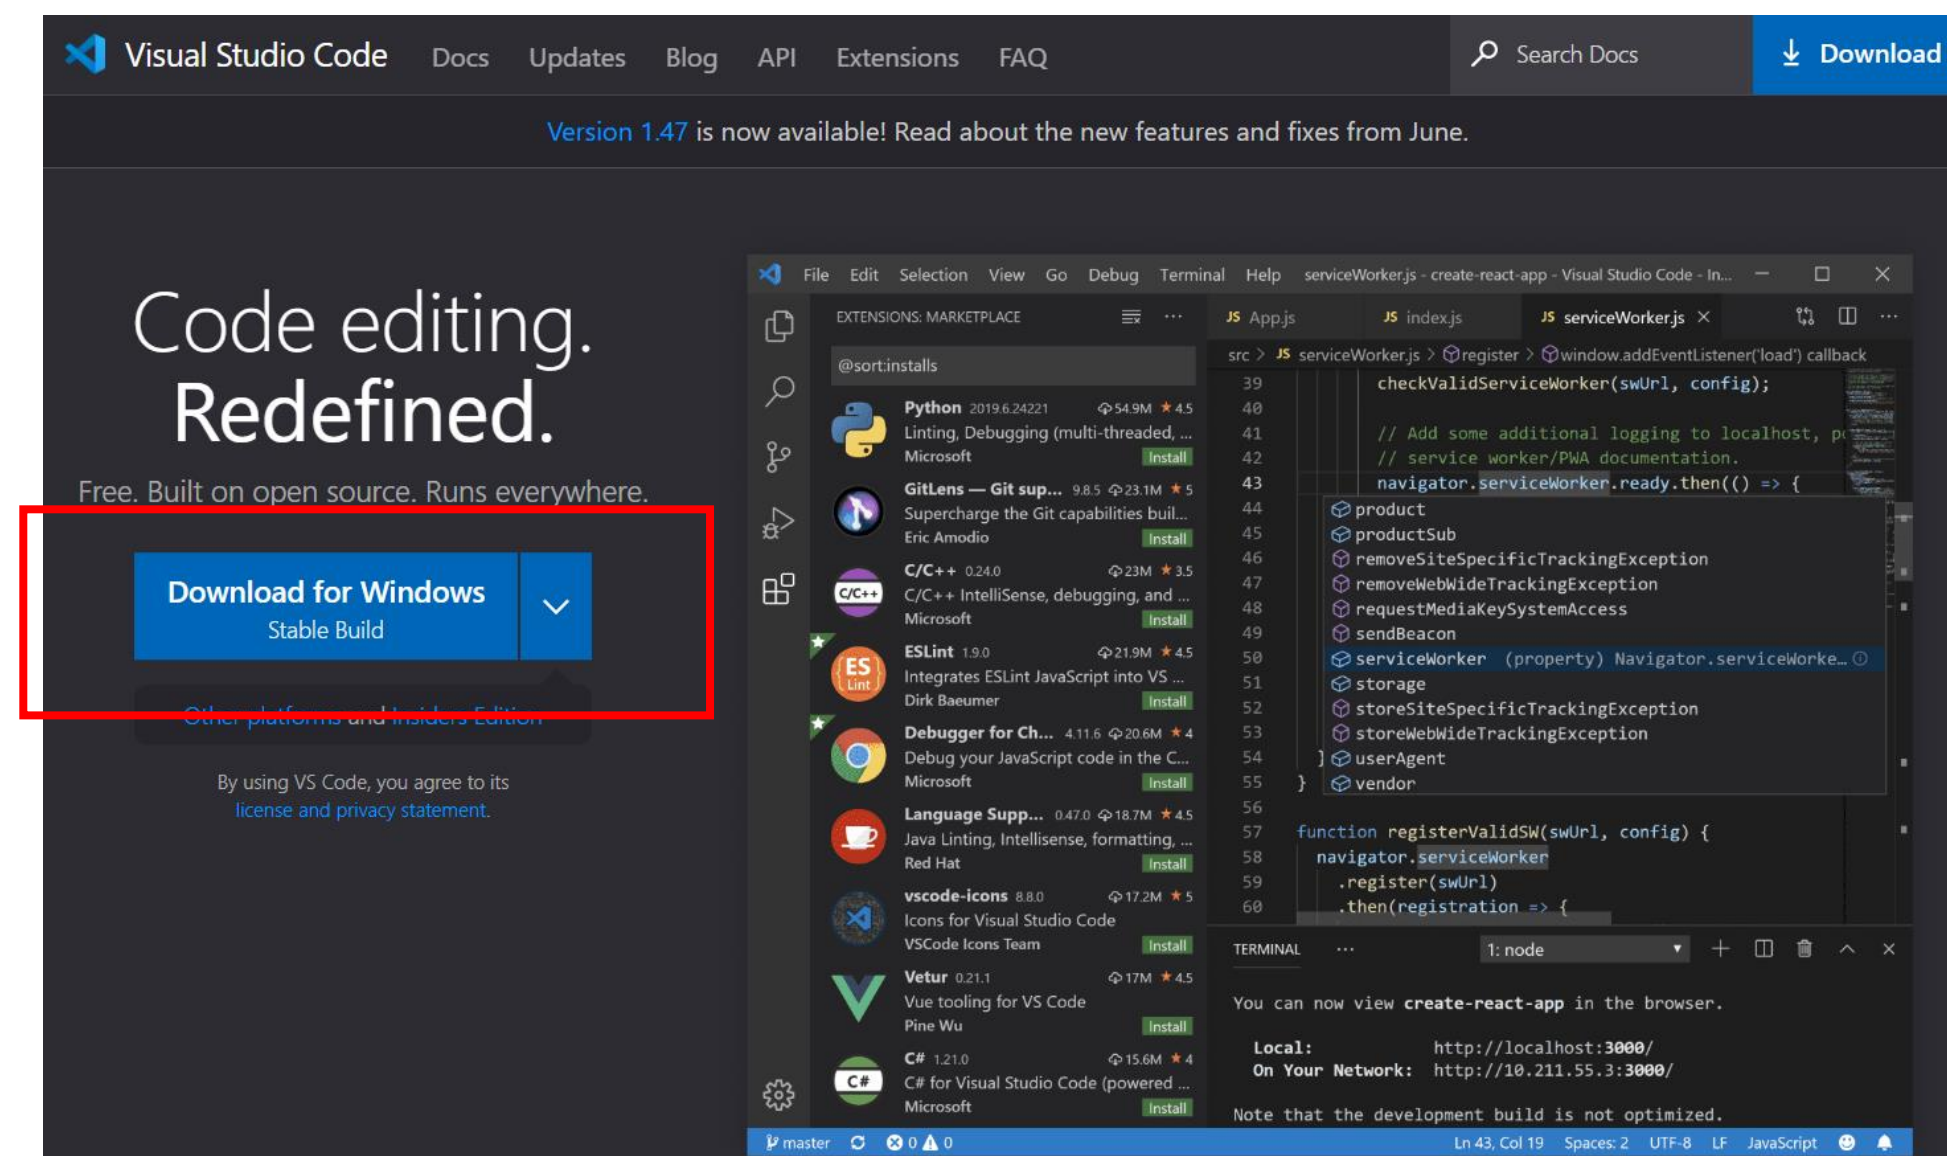 Visual Studio Code Docs Updates Blog API Extensions FAQ Search Docs Download
Version 1.47 is now available! Read about the new features and fixes from June.
Code editing.
Redefined.
Free. Built on open source. Runs everywhere.
Download for Windows
Stable Build
Other platforms and Insiders Edition
By using VS Code, you agree to its
license and privacy statement.
File Edit Selection View Go Debug Terminal Help serviceWorker.js - create-react-app - Visual Studio Code - In...
EXTENSIONS: MARKETPLACE
@sort:installs
Python 2019.6.24221 54.9M ★ 4.5
Linting, Debugging (multi-threaded, ...
Microsoft Install
GitLens — Git sup... 9.8.5 23.1M ★ 5
Supercharge the Git capabilities buil...
Eric Amodio Install
C/C++ 0.24.0 23M ★ 3.5
C/C++ C/C++ IntelliSense, debugging, and ...
Microsoft Install
ESLint 1.9.0 21.9M ★ 4.5
{ES Integrates ESLint JavaScript into VS ...
Lint} Dirk Baeumer Install
Debugger for Ch... 4.11.6 20.6M ★ 4
Debug your JavaScript code in the C...
Microsoft Install
Language Supp... 0.47.0 18.7M ★ 4.5
Java Linting, Intellisense, formatting, ...
Red Hat Install
vscode-icons 8.8.0 17.2M ★ 5
Icons for Visual Studio Code
VSCode Icons Team Install
Vetur 0.21.1 17M ★ 4.5
Vue tooling for VS Code
Pine Wu Install
C# 1.21.0 15.6M ★ 4
C# C# for Visual Studio Code (powered ...
Microsoft Install
JS App.js JS index.js JS serviceWorker.js ×
src > JS serviceWorker.js > register > window.addEventListener('load') callback
39 checkValidServiceWorker(swUrl, config);
40
41 // Add some additional logging to localhost,
42 // service worker/PWA documentation.
43 navigator.serviceWorker.ready.then(() => {
44 product
45 productSub
46 removeSiteSpecificTrackingException
47 removeWebWideTrackingException
48 requestMediaKeySystemAccess
49 sendBeacon
50 serviceWorker (property) Navigator.serviceWorke...
51 storage
52 storeSiteSpecificTrackingException
53 storeWebWideTrackingException
54 } userAgent
55 } vendor
56
57 function registerValidSW(swUrl, config) {
58 navigator.serviceWorker
59 .register(swUrl)
60 .then(registration => {
TERMINAL ... 1: node
You can now view create-react-app in the browser.
Local: http://localhost:3000/
On Your Network: http://10.211.55.3:3000/
Note that the development build is not optimized.
master 0 0 Ln 43, Col 19 Spaces: 2 UTF-8 LF JavaScript